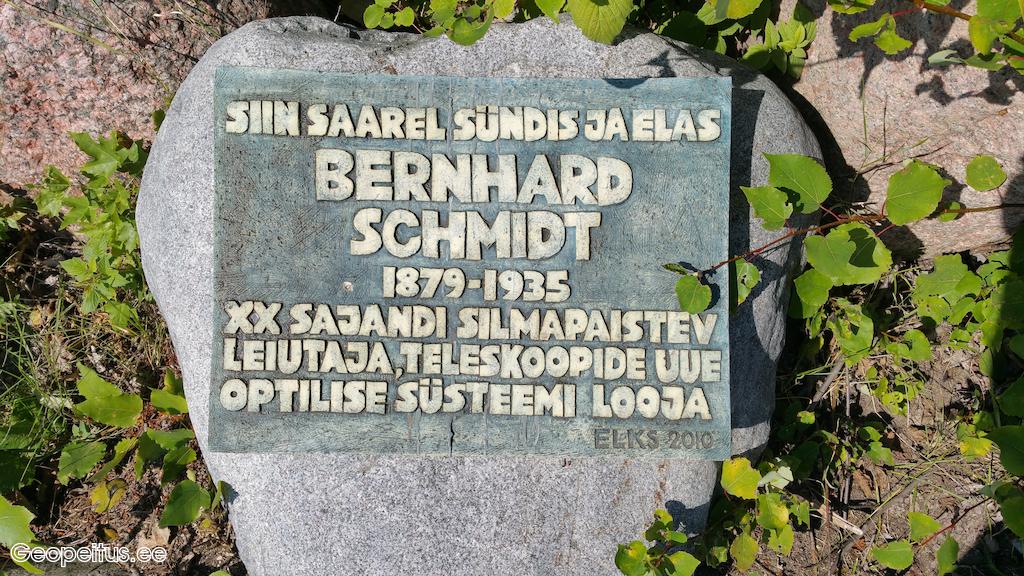 SIIN SAAREL SÜNDIS JA ELAS
BERNHARD
SCHMIDT
1879-1935
XX SAJANDI SILMAPAISTEV
LEIUTAJA, TELESKOOPIDE UUE
OPTILISE SÜSTEEMI LOOJA
ELKS 2010
Geopeitus.ee